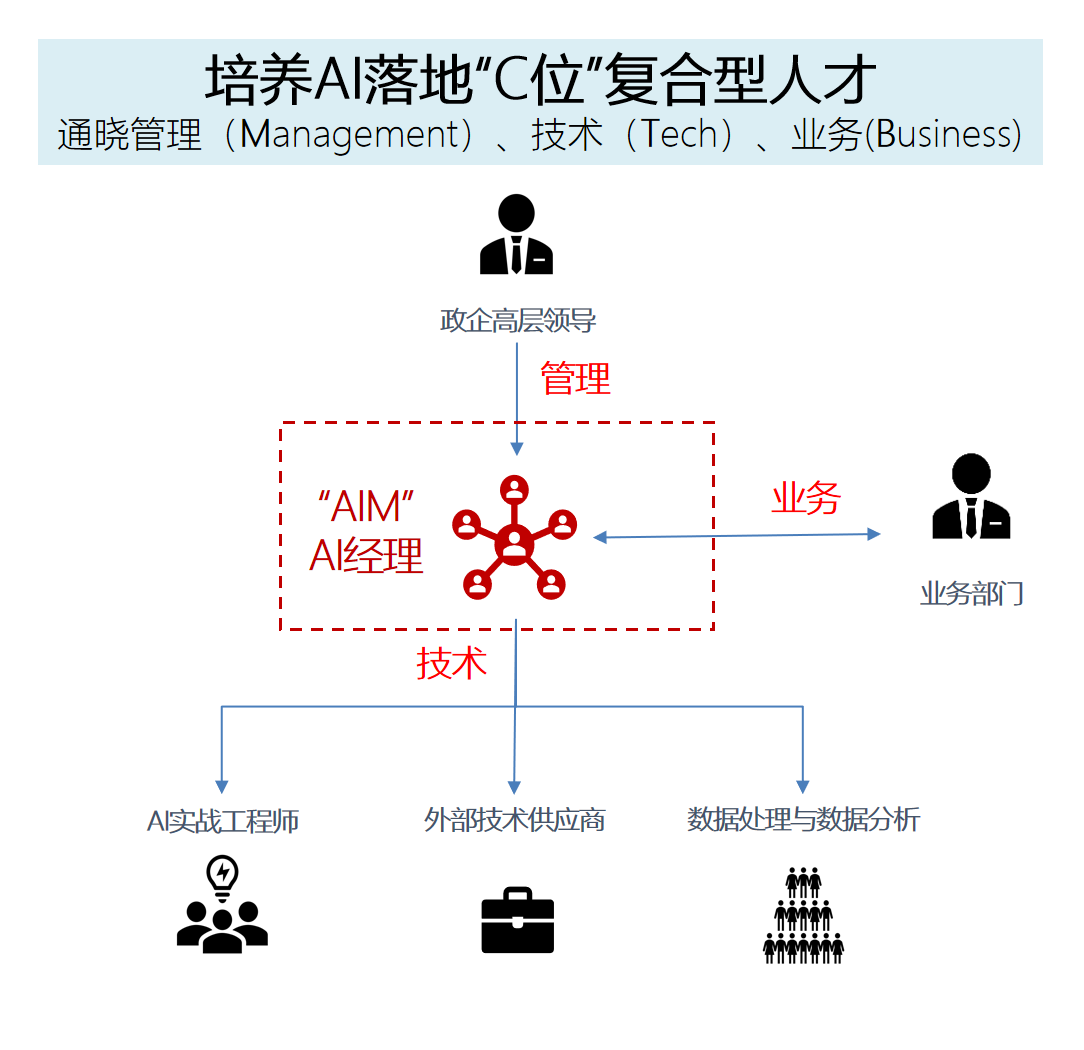 培养AI落地“C位”复合型人才
通晓管理（Management）、技术（Tech）、业务(Business)
政企高层领导
管理
“AIM”
AI经理
业务
业务部门
技术
AI实战工程师
外部技术供应商
数据处理与数据分析